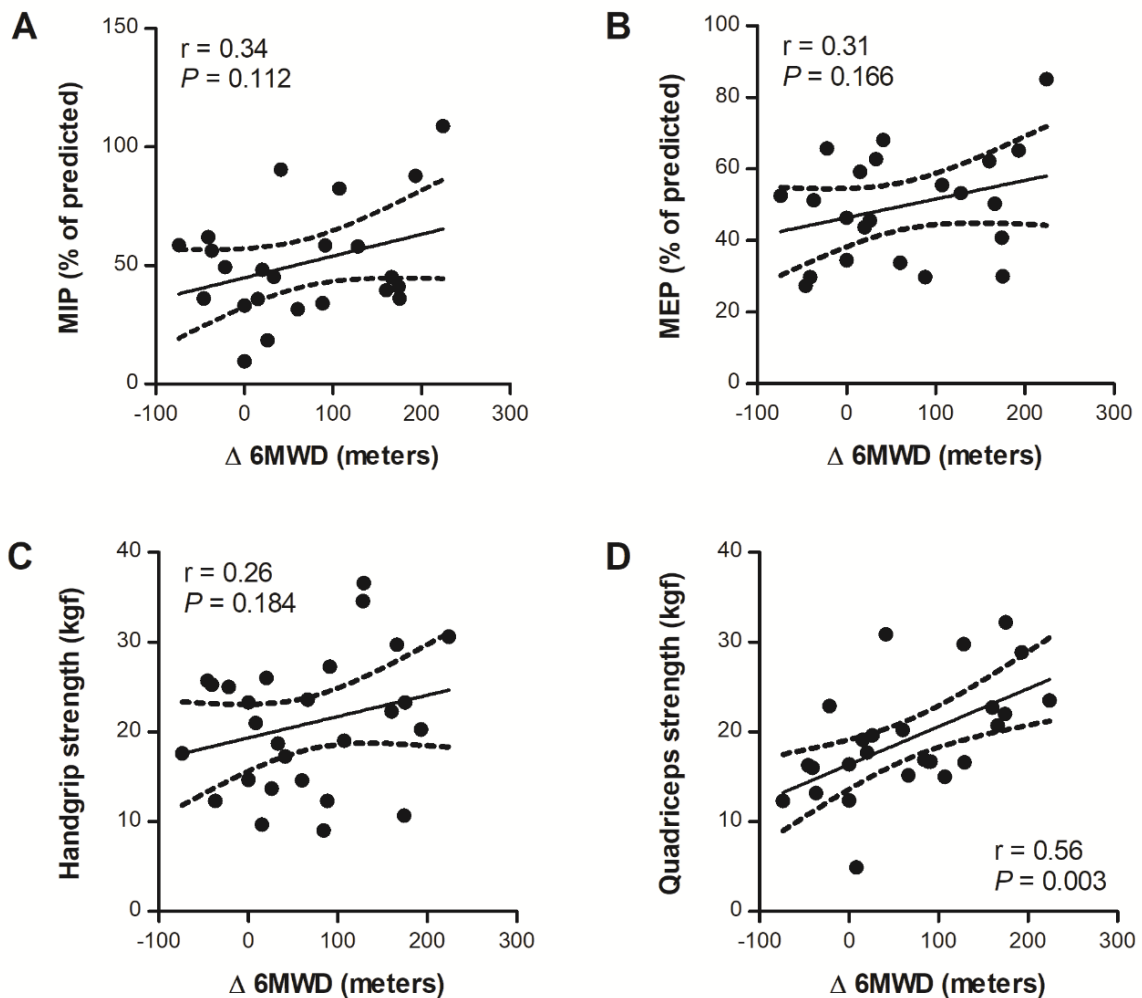 A
r = 0.34
P = 0.112
MIP (% of predicted)
150
100
50
0
-100 0 100 200 300
Δ 6MWD (meters)
B
r = 0.31
P = 0.166
MEP (% of predicted)
100
80
60
40
20
0
-100 0 100 200 300
Δ 6MWD (meters)
C
r = 0.26
P = 0.184
Handgrip strength (kgf)
40
30
20
10
0
-100 0 100 200 300
Δ 6MWD (meters)
D
Quadriceps strength (kgf)
40
30
20
10
0
r = 0.56
P = 0.003
-100 0 100 200 300
Δ 6MWD (meters)